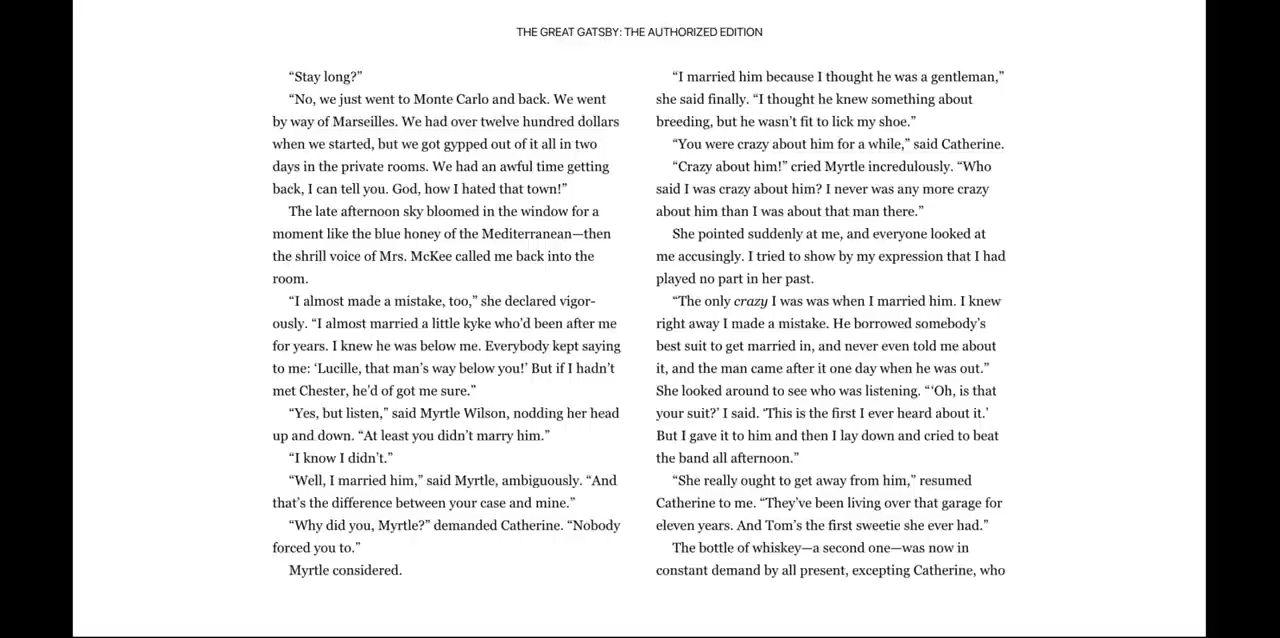 THE GREAT GATSBY: THE AUTHORIZED EDITION
“Stay long?”
“No, we just went to Monte Carlo and back. We went
by way of Marseilles. We had over twelve hundred dollars
when we started, but we got gypped out of it all in two
days in the private rooms. We had an awful time getting
back, I can tell you. God, how I hated that town!”
The late afternoon sky bloomed in the window for a
moment like the blue honey of the Mediterranean—then
the shrill voice of Mrs. McKee called me back into the
room.
“I almost made a mistake, too,” she declared vigor-
ously. “I almost married a little kyke who’d been after me
for years. I knew he was below me. Everybody kept saying
to me: ‘Lucille, that man’s way below you!’ But if I hadn’t
met Chester, he’d of got me sure.”
“Yes, but listen,” said Myrtle Wilson, nodding her head
up and down. “At least you didn’t marry him.”
“I know I didn’t.”
“Well, I married him,” said Myrtle, ambiguously. “And
that’s the difference between your case and mine.”
“Why did you, Myrtle?” demanded Catherine. “Nobody
forced you to.”
Myrtle considered.
“I married him because I thought he was a gentleman,”
she said finally. “I thought he knew something about
breeding, but he wasn’t fit to lick my shoe.”
“You were crazy about him for a while,” said Catherine.
“Crazy about him!” cried Myrtle incredulously. “Who
said I was crazy about him? I never was any more crazy
about him than I was about that man there.”
She pointed suddenly at me, and everyone looked at
me accusingly. I tried to show by my expression that I had
played no part in her past.
“The only crazy I was was when I married him. I knew
right away I made a mistake. He borrowed somebody’s
best suit to get married in, and never even told me about
it, and the man came after it one day when he was out.”
She looked around to see who was listening. “‘Oh, is that
your suit?’ I said. ‘This is the first I ever heard about it.’
But I gave it to him and then I lay down and cried to beat
the band all afternoon.”
“She really ought to get away from him,” resumed
Catherine to me. “They’ve been living over that garage for
eleven years. And Tom’s the first sweetie she ever had.”
The bottle of whiskey—a second one—was now in
constant demand by all present, excepting Catherine, who